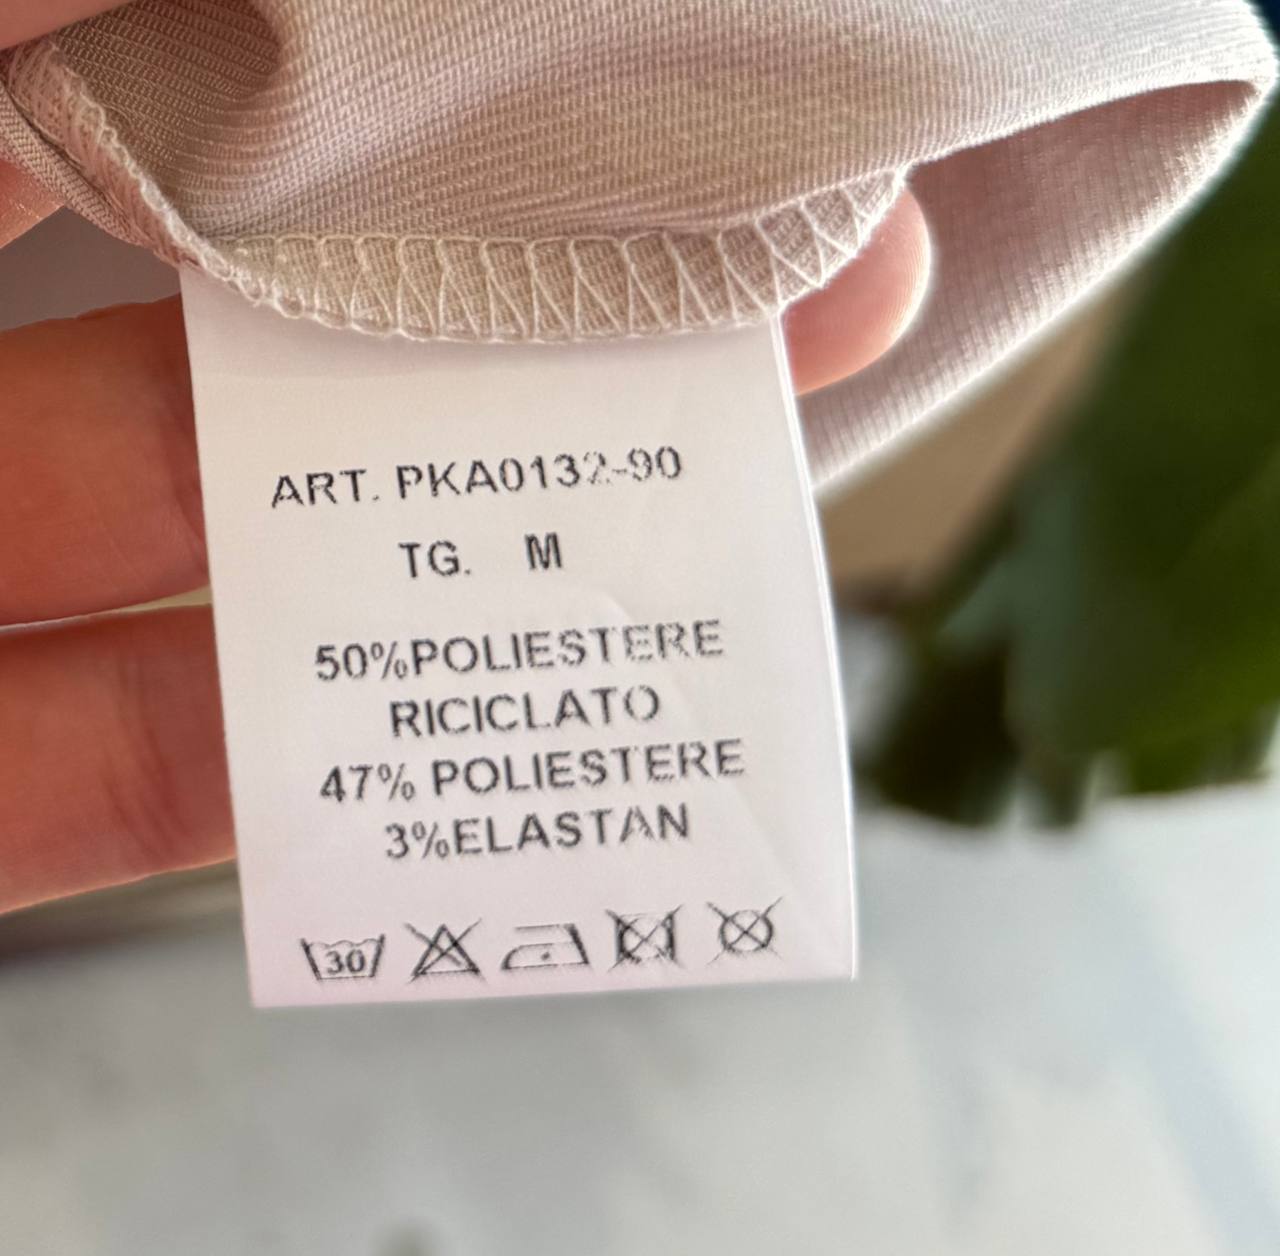 ART. PKA0132-90
TG. M
50%POLIESTERE
RICICLATO
47% POLIESTERE
3%ELASTAN
30